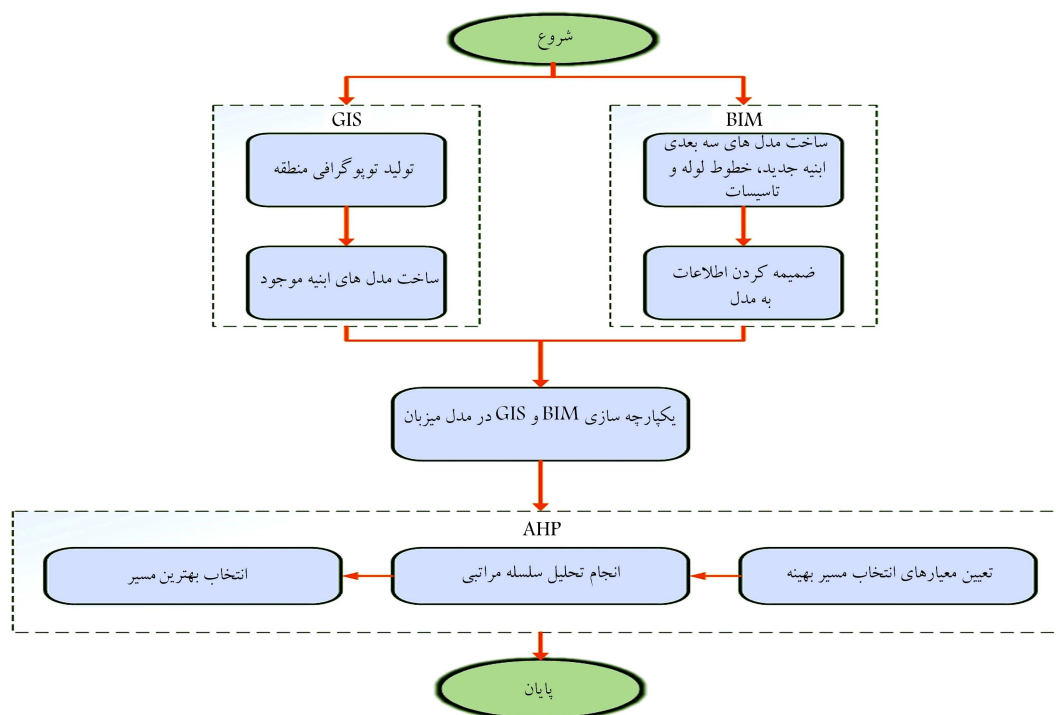 شروع
BIM
ساخت مدل های سه بعدی
ابنیه جدید، خطوط لوله و
تاسیسات
ضمیمه کردن اطلاعات
به مدل
GIS
تولید توپوگرافی منطقه
ساخت مدل های ابنیه موجود
یکپارچه سازی BIM و GIS در مدل میزبان
AHP
تعیین معیارهای انتخاب مسیر بهینه
انجام تحلیل سلسله مراتبی
انتخاب بهترین مسیر
پایان